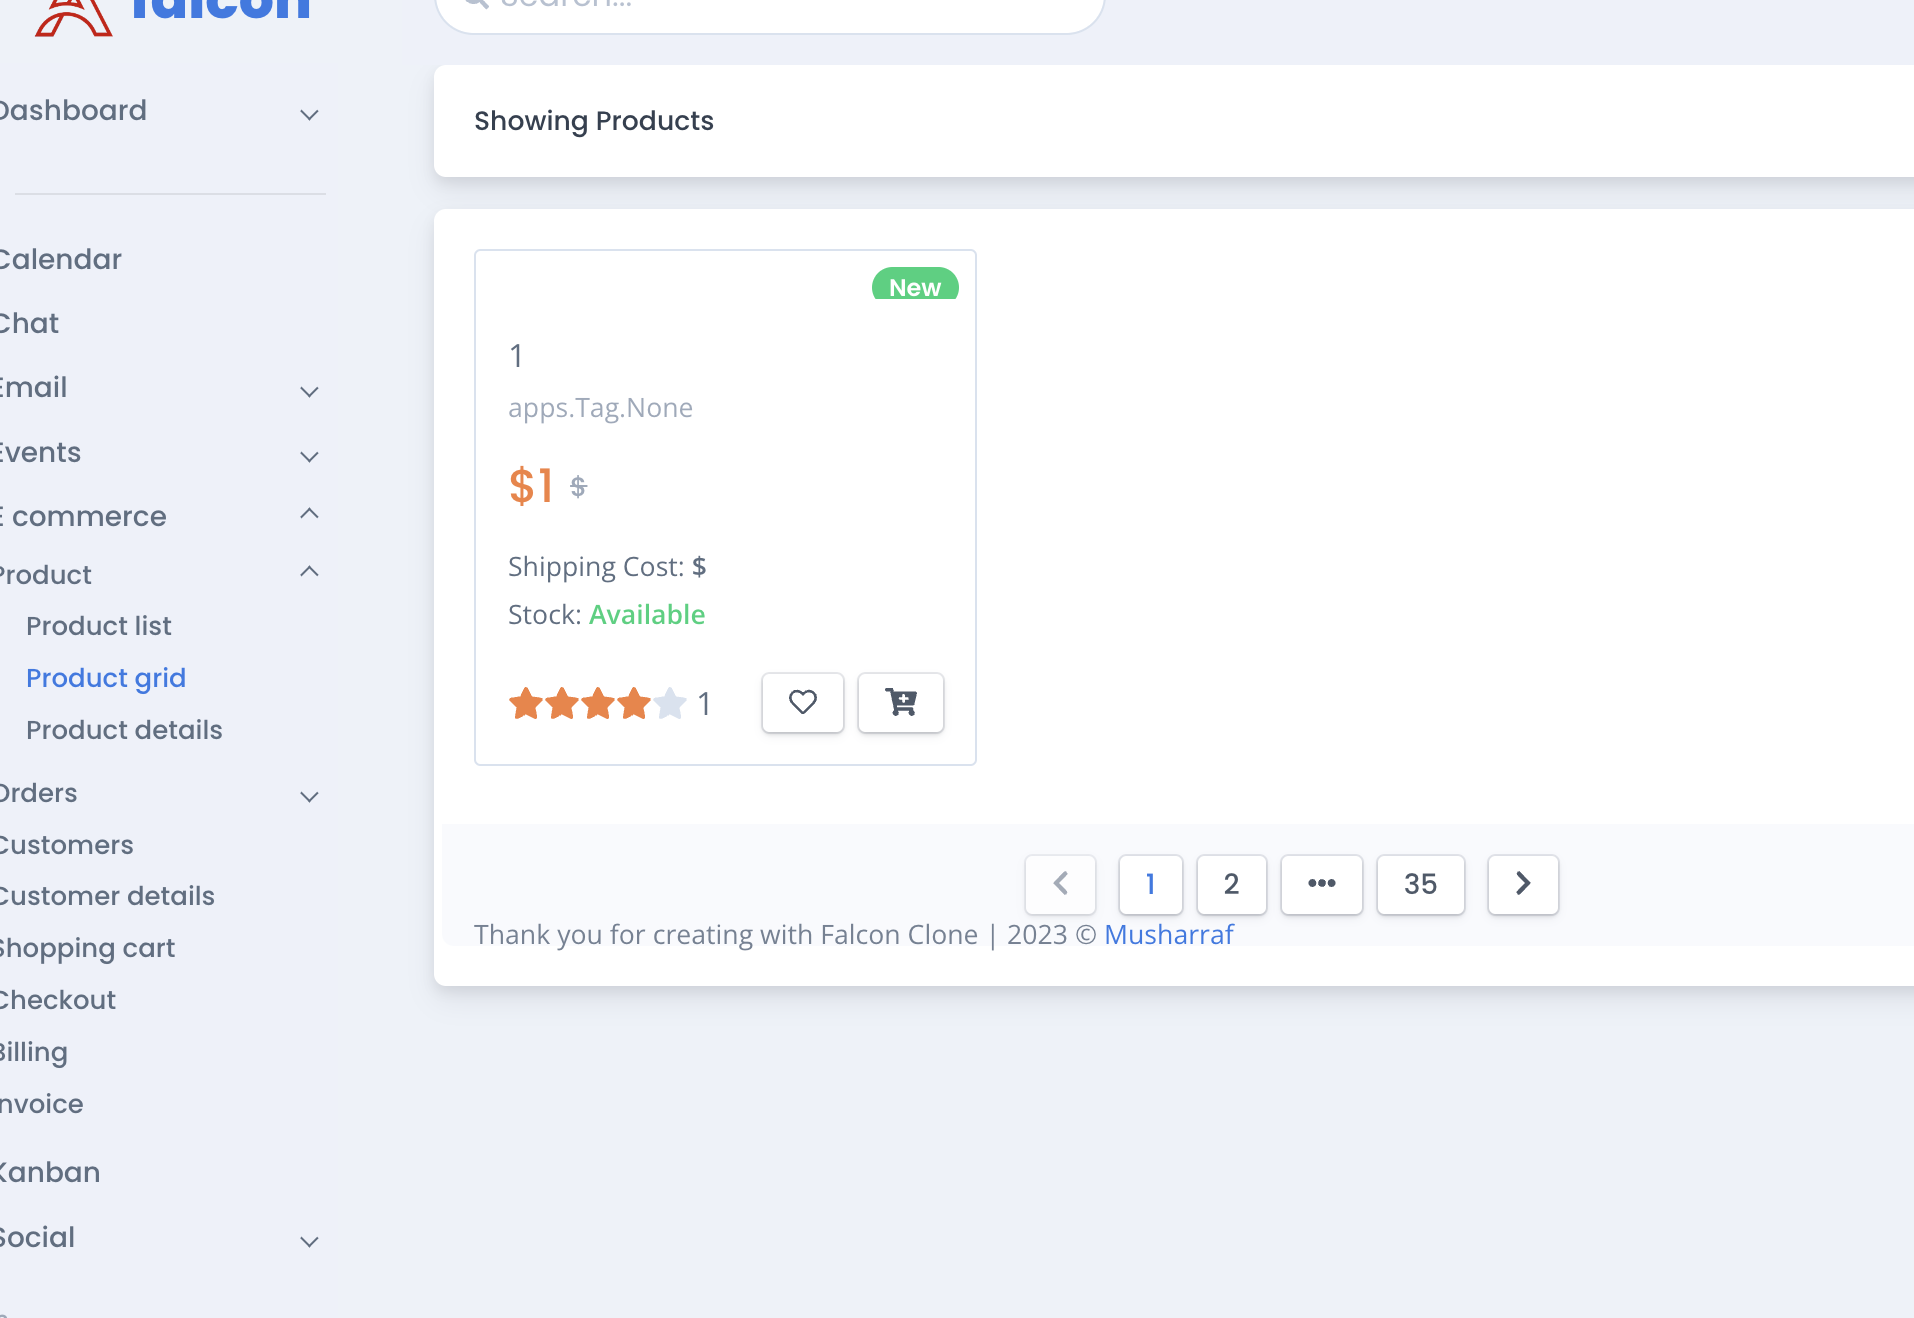 falcon
Search...
Dashboard
Calendar
Chat
Email
Events
E commerce
Product
Product list
Product grid
Product details
Orders
Customers
Customer details
Shopping cart
Checkout
Billing
Invoice
Kanban
Social
Showing Products
New
1
apps.Tag.None
$1 $
Shipping Cost: $
Stock: Available
1
1 2 ••• 35
Thank you for creating with Falcon Clone | 2023 © Musharraf